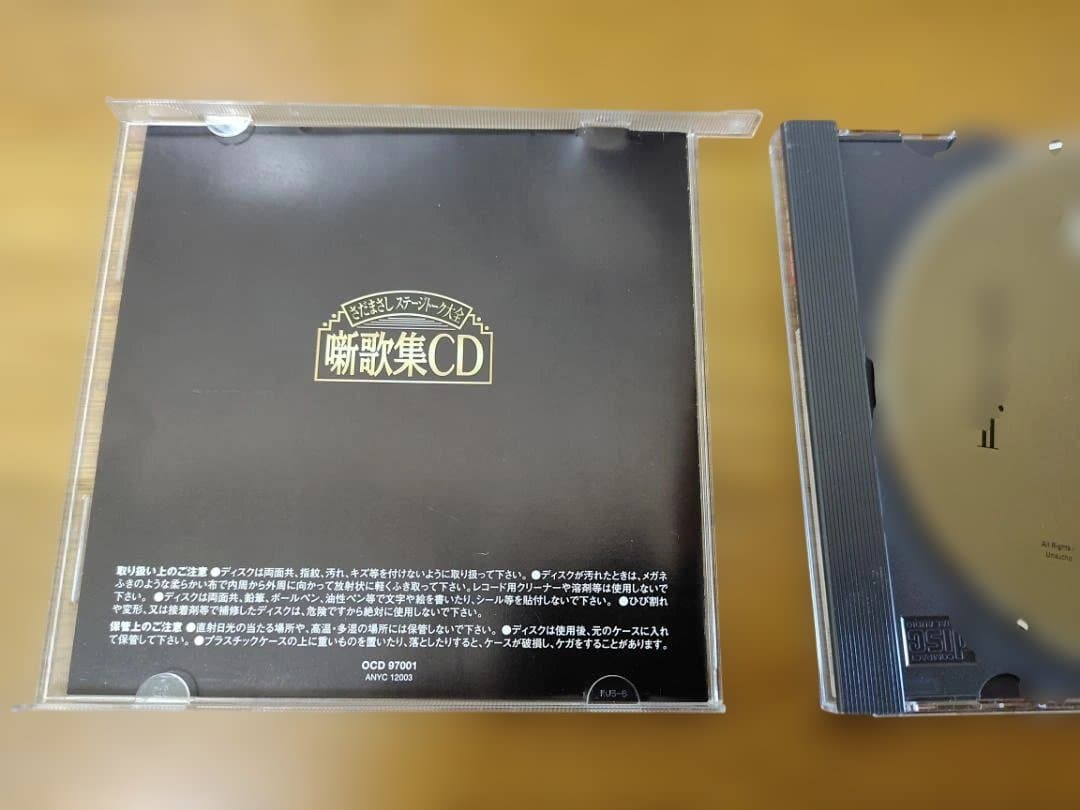 さだまさし ステージトーク大全
噺歌集CD
取り扱い上のご注意 ●ディスクは両面共、指紋、汚れ、キズ等を付けないように取り扱って下さい。 ●ディスクが汚れたときは、メガネ
ふきのような柔らかい布で内周から外周に向かって放射状に軽くふき取って下さい。レコード用クリーナーや溶剤等は使用しないで
下さい。 ●ディスクは両面共、鉛筆、ボールペン、油性ペン等で文字や絵を書いたり、シール等を貼付しないで下さい。 ●ひび割れ
や変形、又は接着剤等で補修したディスクは、危険ですから絶対に使用しないで下さい。
保管上のご注意 ●直射日光の当たる場所や、高温・多湿の場所には保管しないで下さい。 ●ディスクは使用後、元のケースに入れ
て保管して下さい。 ●プラスチックケースの上に重いものを置いたり、落としたりすると、ケースが破損し、ケガをすることがあります。
OCD 97001
ANYC 12003
All Rights
Unautho
COMPACT